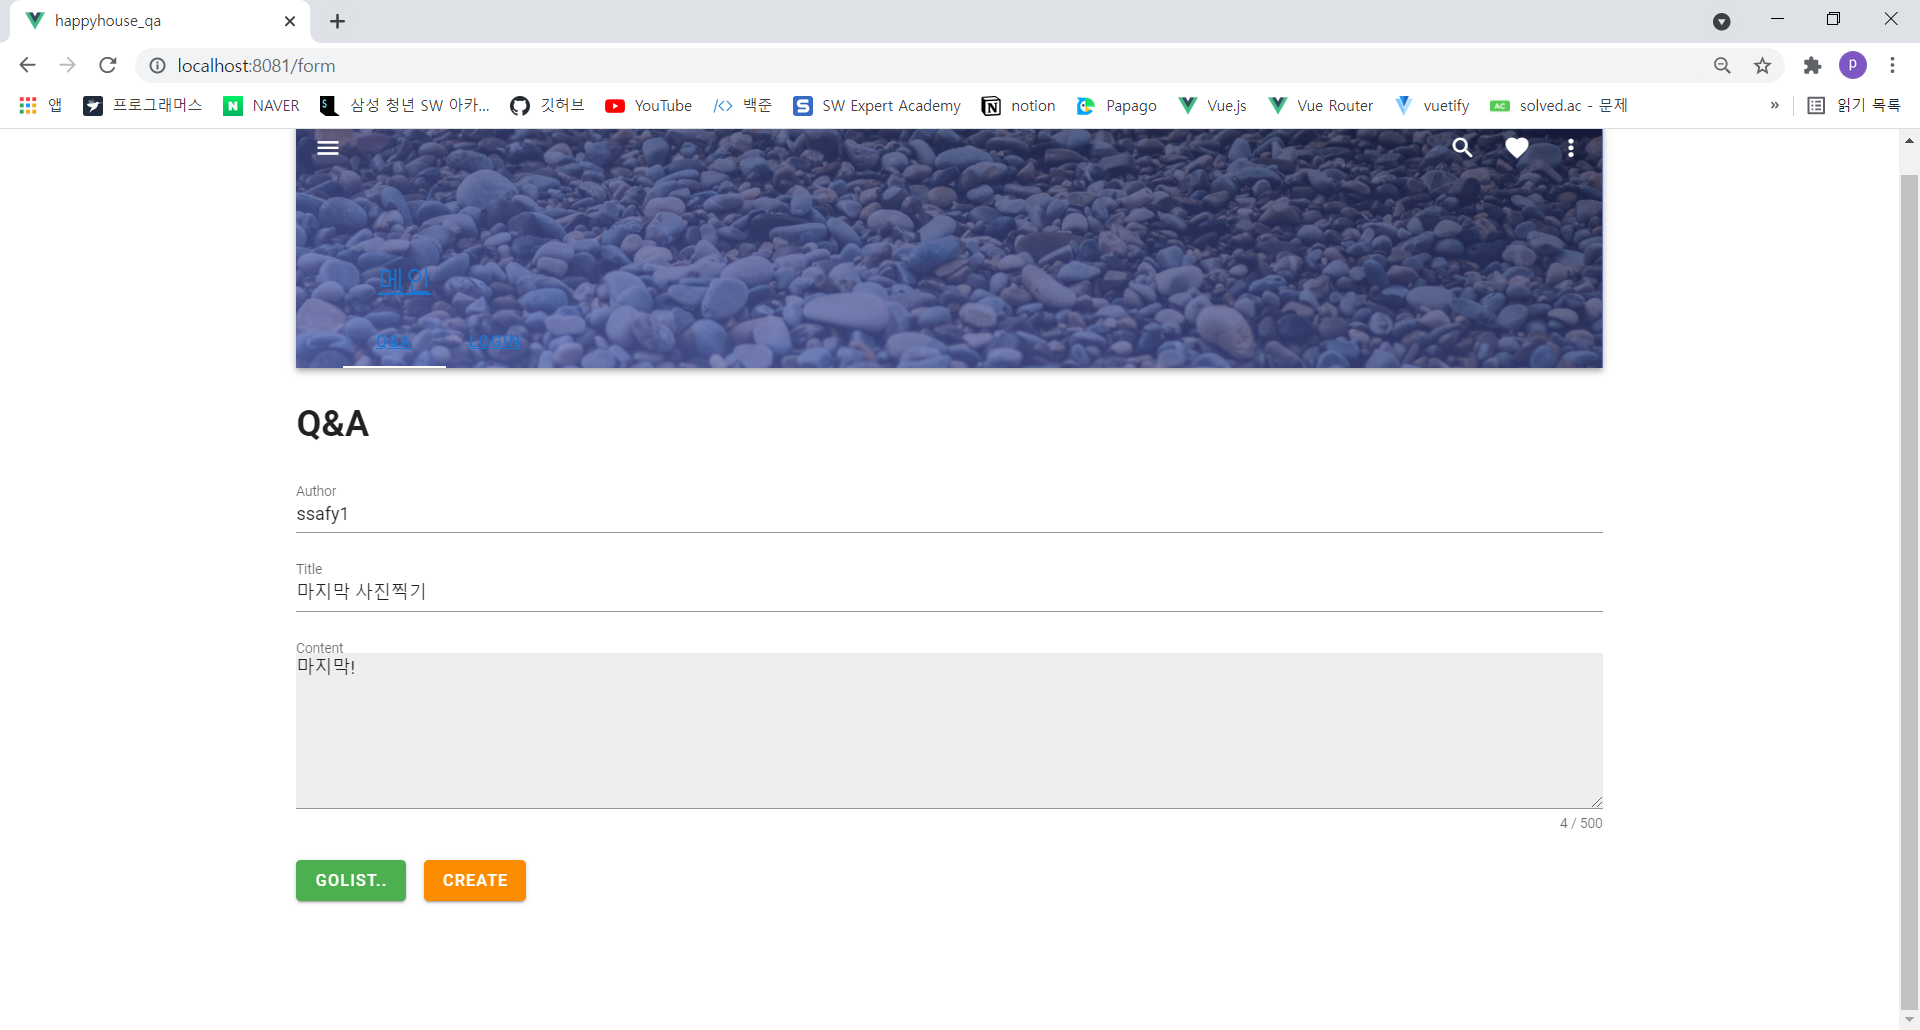 happyhouse_qa
localhost:8081/form
P
앱 프로그래머스 NAVER 삼성 청년 SW 아카... 깃허브 YouTube 백준 SW Expert Academy notion Papago Vue.js Vue Router vuetify solved.ac - 문제 » 읽기 목록
메인
Q&A LOGIN
Q&A
Author
ssafy1
Title
마지막 사진찍기
Content
마지막!
4 / 500
GOLIST.. CREATE